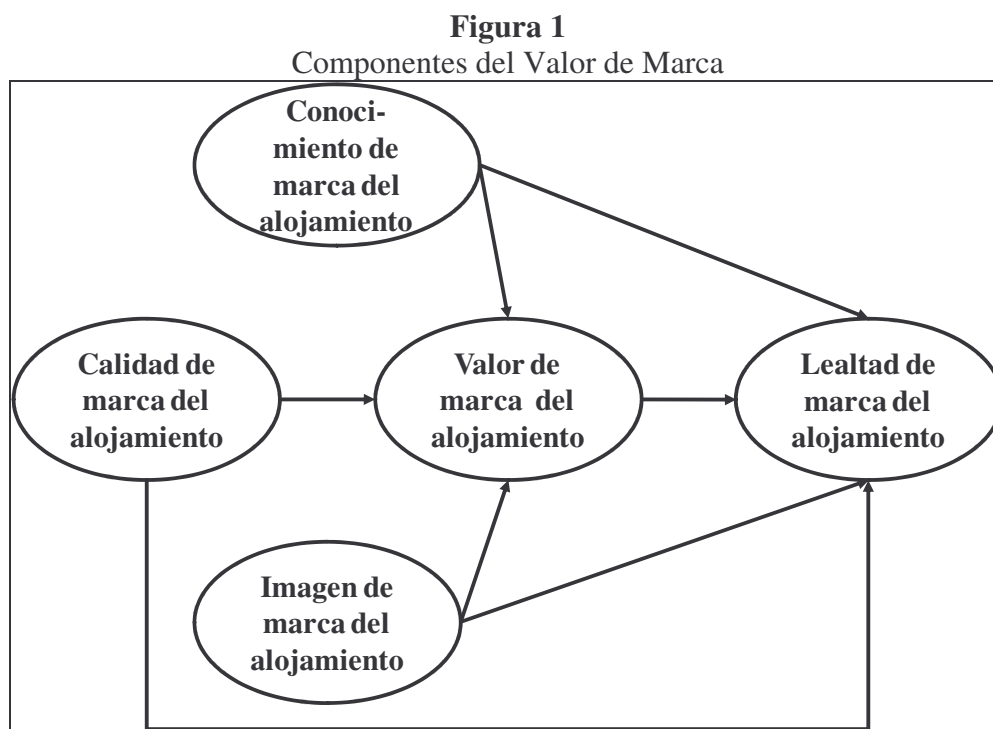 Figura 1
Componentes del Valor de Marca
Conoci-
miento de
marca del
alojamiento
Calidad de
marca del
alojamiento
Valor de
marca del
alojamiento
Lealtad de
marca del
alojamiento
Imagen de
marca del
alojamiento